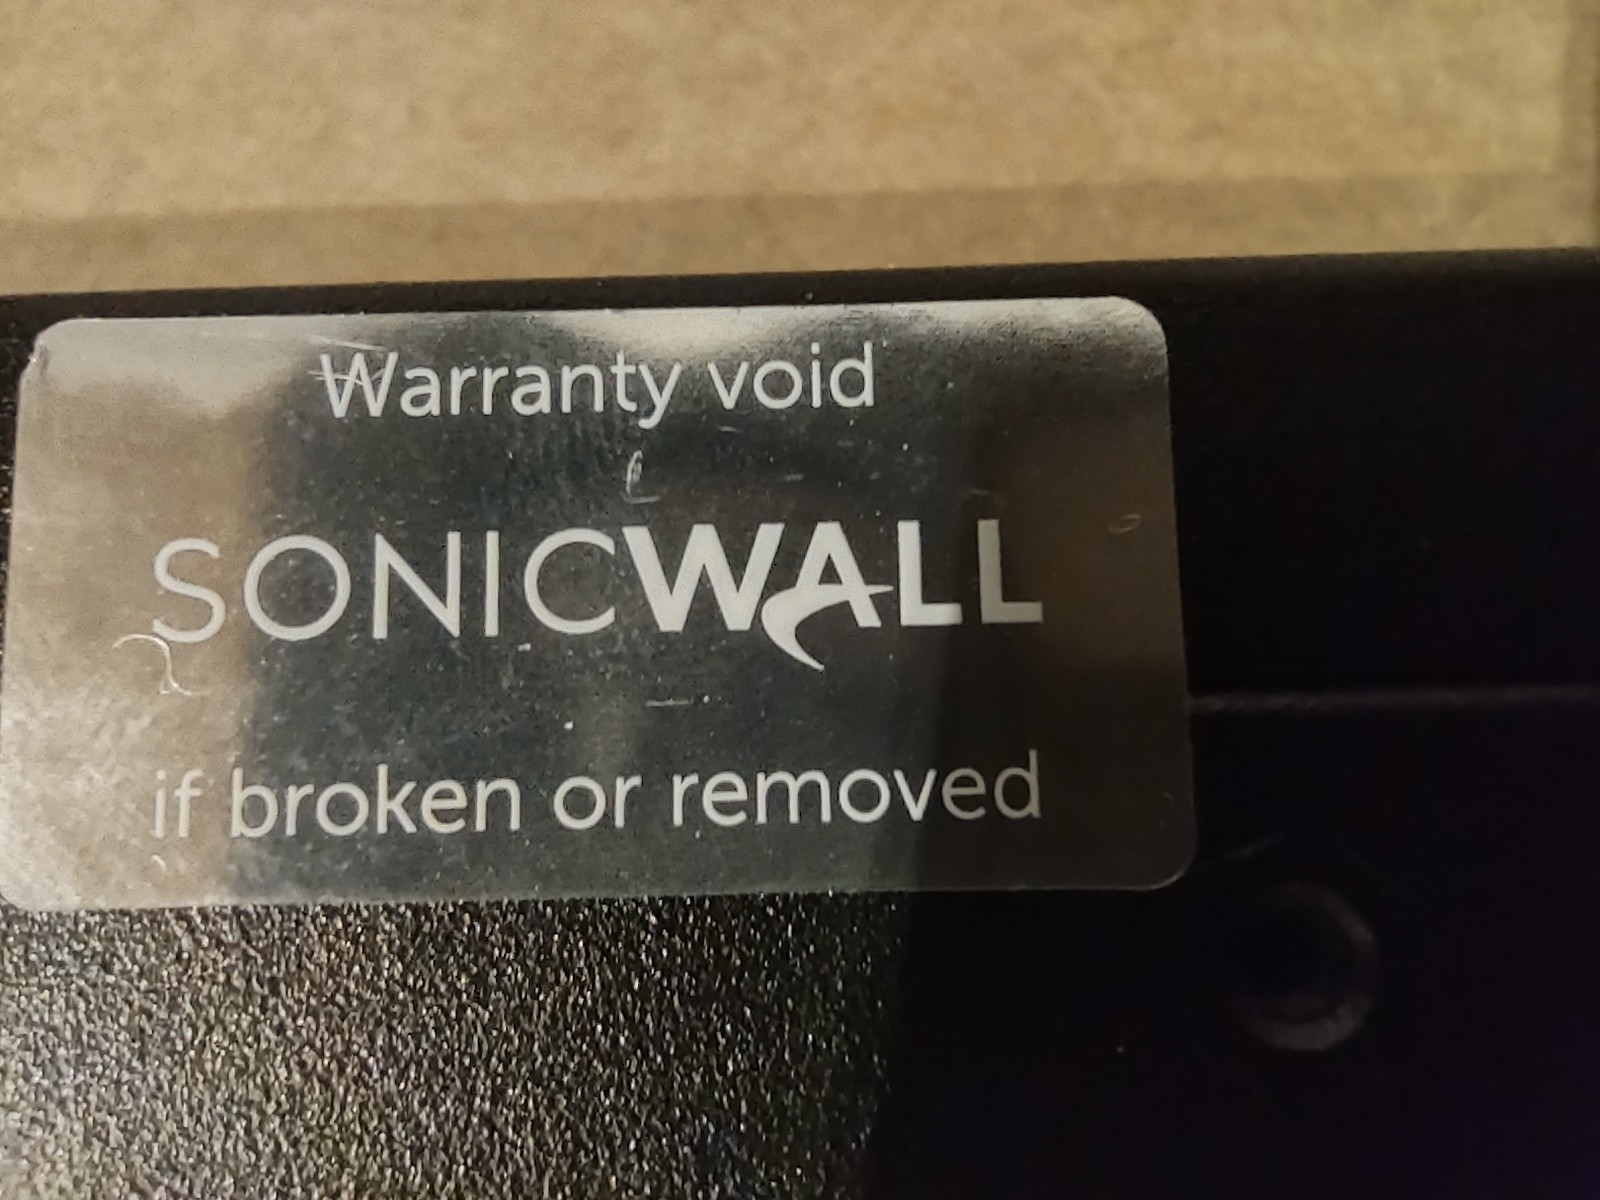 Warranty void
SONICWALL
if broken or removed